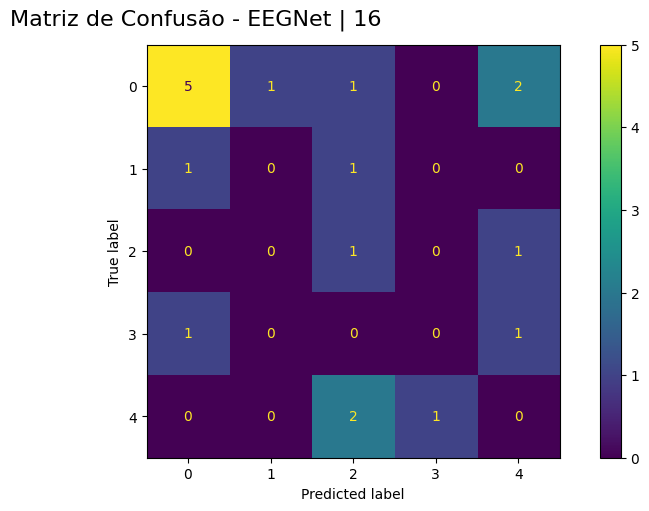 Matriz de Confusão - EEGNet | 16
True label
0 5 1 1 0 2
1 1 0 1 0 0
2 0 0 1 0 1
3 1 0 0 0 1
4 0 0 2 1 0
0 1 2 3 4
Predicted label
5
4
3
2
1
0